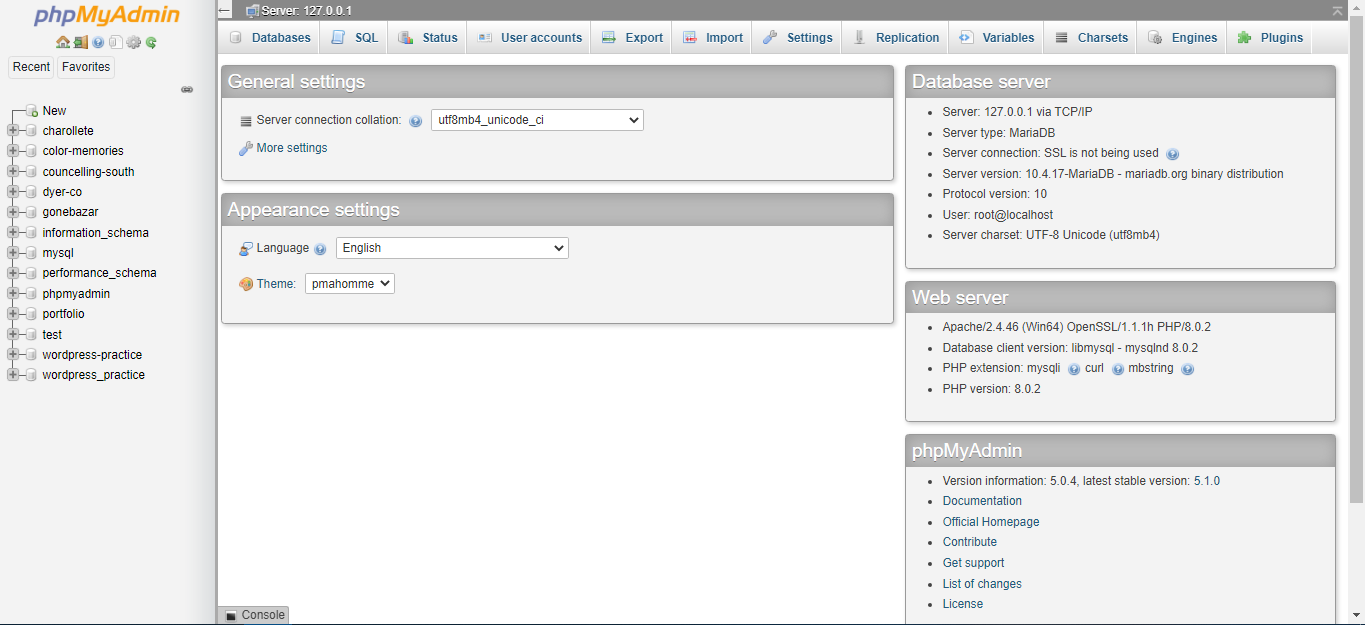 phpMyAdmin
Recent Favorites
New
charollete
color-memories
councelling-south
dyer-co
gonebazar
information_schema
mysql
performance_schema
phpmyadmin
portfolio
test
wordpress-practice
wordpress_practice
Server: 127.0.0.1
Databases SQL Status User accounts Export Import Settings Replication Variables Charsets Engines Plugins
General settings
Server connection collation: utf8mb4_unicode_ci
More settings
Appearance settings
Language English
Theme: pmahomme
Database server
Server: 127.0.0.1 via TCP/IP
Server type: MariaDB
Server connection: SSL is not being used
Server version: 10.4.17-MariaDB - mariadb.org binary distribution
Protocol version: 10
User: root@localhost
Server charset: UTF-8 Unicode (utf8mb4)
Web server
Apache/2.4.46 (Win64) OpenSSL/1.1.1h PHP/8.0.2
Database client version: libmysql - mysqlnd 8.0.2
PHP extension: mysqli curl mbstring
PHP version: 8.0.2
phpMyAdmin
Version information: 5.0.4, latest stable version: 5.1.0
Documentation
Official Homepage
Contribute
Get support
List of changes
License
Console